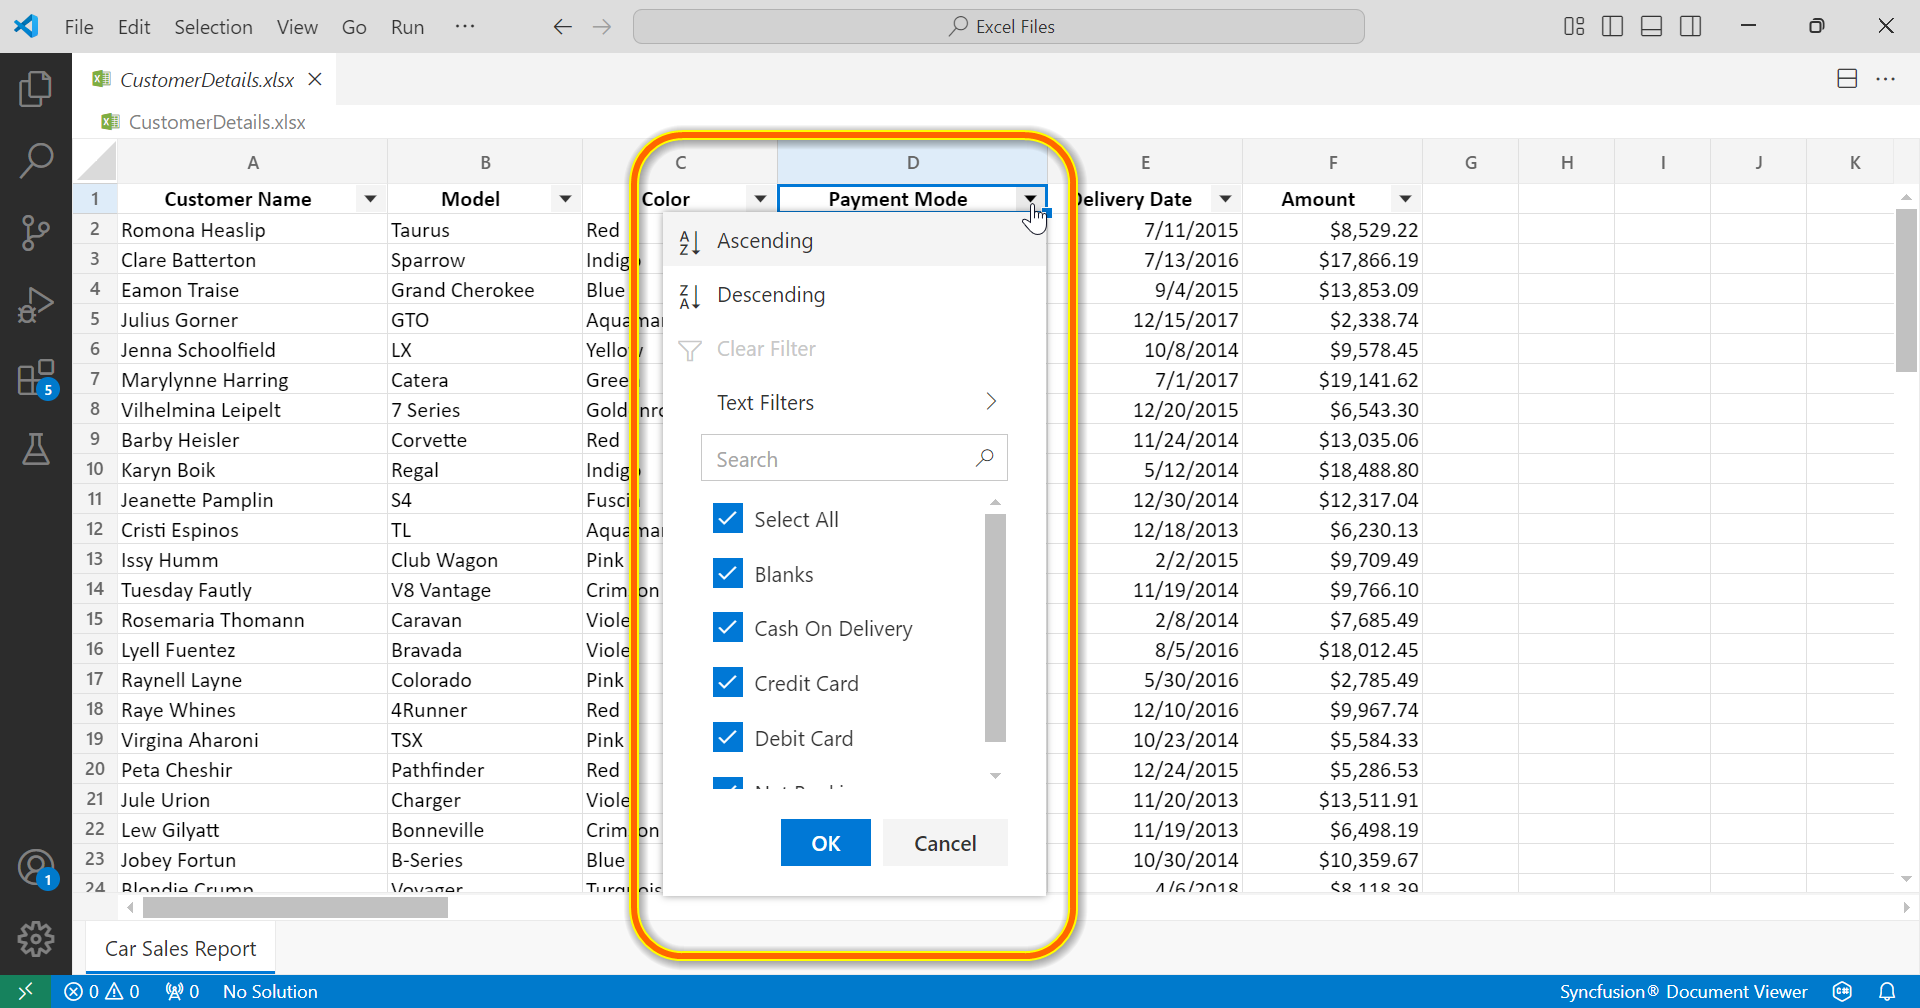 File Edit Selection View Go Run ··· Excel Files
CustomerDetails.xlsx
CustomerDetails.xlsx
A B C D E F G H I J K
1 Customer Name Model Color Payment Mode Delivery Date Amount
2 Romona Heaslip Taurus Red 7/11/2015 $8,529.22
3 Clare Batterton Sparrow Indigo 7/13/2016 $17,866.19
4 Eamon Traise Grand Cherokee Blue 9/4/2015 $13,853.09
5 Julius Gorner GTO Aquamar 12/15/2017 $2,338.74
6 Jenna Schoolfield LX Yellow 10/8/2014 $9,578.45
7 Marylynne Harring Catera Green 7/1/2017 $19,141.62
8 Vilhelmina Leipelt 7 Series Goldenro 12/20/2015 $6,543.30
9 Barby Heisler Corvette Red 11/24/2014 $13,035.06
10 Karyn Boik Regal Indigo 5/12/2014 $18,488.80
11 Jeanette Pamplin S4 Fuscia 12/30/2014 $12,317.04
12 Cristi Espinos TL Aquamar 12/18/2013 $6,230.13
13 Issy Humm Club Wagon Pink 2/2/2015 $9,709.49
14 Tuesday Fautly V8 Vantage Crimson 11/19/2014 $9,766.10
15 Rosemaria Thomann Caravan Viole 2/8/2014 $7,685.49
16 Lyell Fuentez Bravada Viole 8/5/2016 $18,012.45
17 Raynell Layne Colorado Pink 5/30/2016 $2,785.49
18 Raye Whines 4Runner Red 12/10/2016 $9,967.74
19 Virgina Aharoni TSX Pink 10/23/2014 $5,584.33
20 Peta Cheshir Pathfinder Red 12/24/2015 $5,286.53
21 Jule Urion Charger Viole 11/20/2013 $13,511.91
22 Lew Gilyatt Bonneville Crimson 11/19/2013 $6,498.19
23 Jobey Fortun B-Series Blue 10/30/2014 $10,359.67
24 Blondie Crump Voyager Turquois 4/6/2018 $8,118.39
Ascending
Descending
Clear Filter
Text Filters
Search
Select All
Blanks
Cash On Delivery
Credit Card
Debit Card
OK Cancel
5
1
Car Sales Report
0 0 0 No Solution Syncfusion® Document Viewer